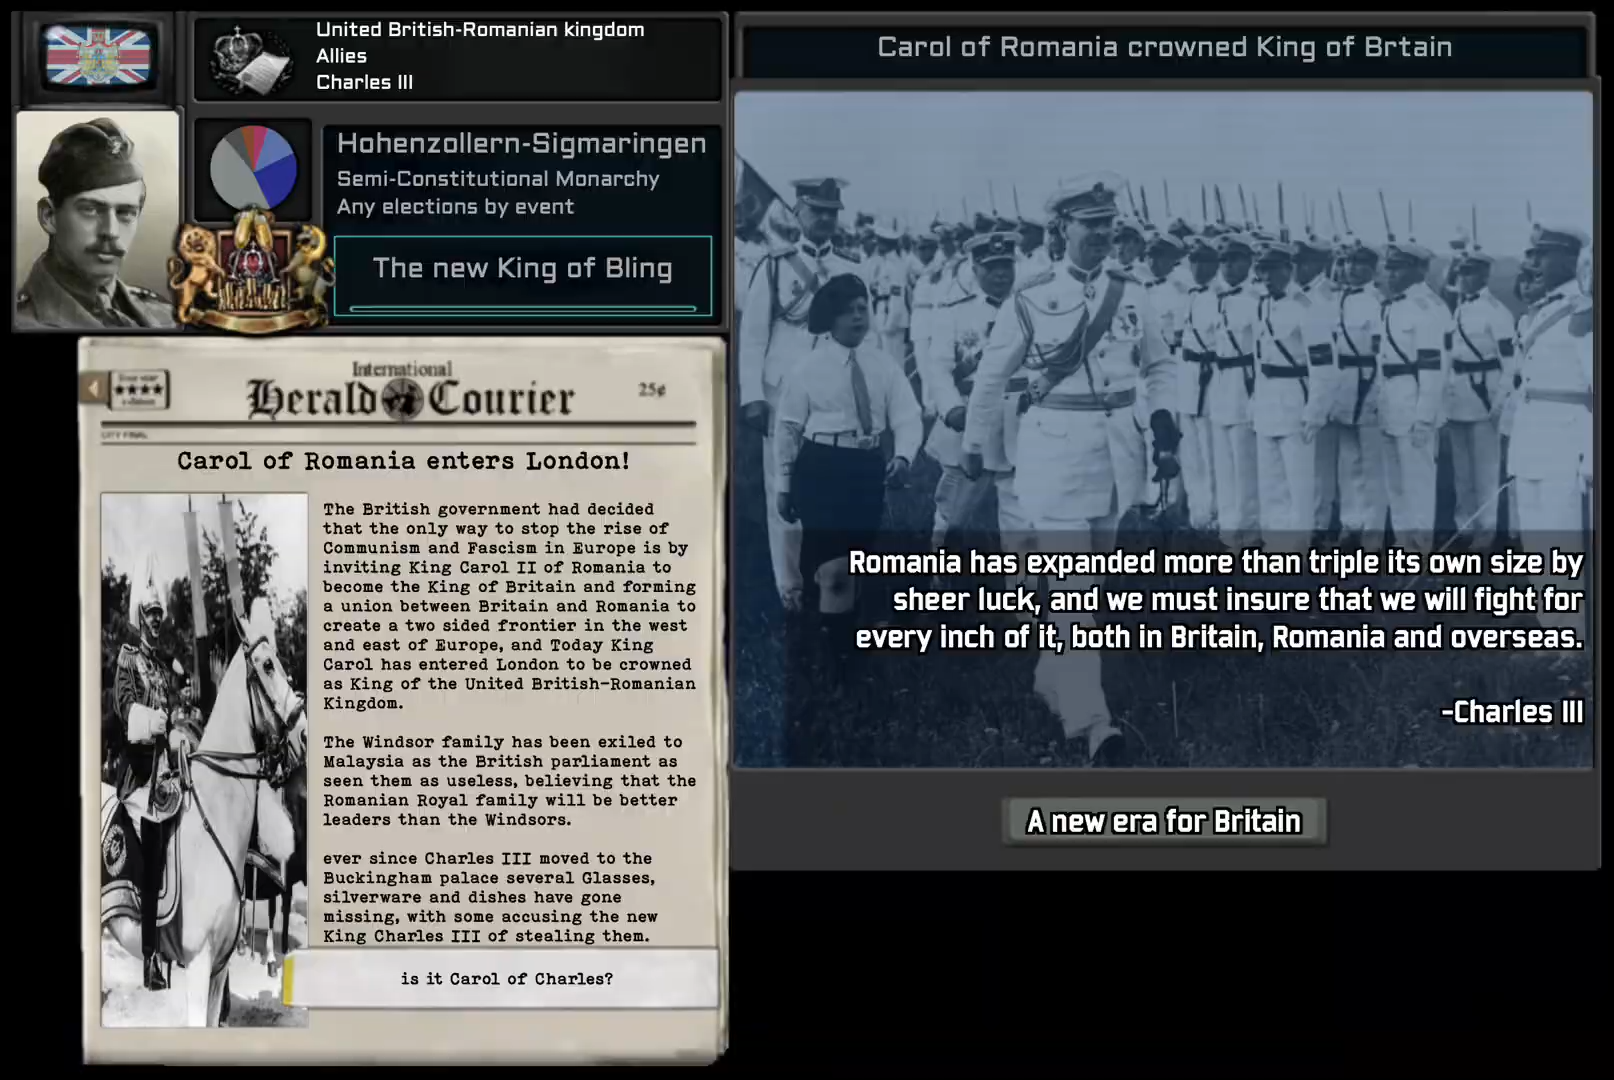 United British-Romanian kingdom
Allies
Charles III
Hohenzollern-Sigmaringen
Semi-Constitutional Monarchy
Any elections by event
The new King of Bling
Carol of Romania crowned King of Brtain
Romania has expanded more than triple its own size by
sheer luck, and we must insure that we will fight for
every inch of it, both in Britain, Romania and overseas.
-Charles III
A new era for Britain
International
Herald Courier
25¢
CITY FINAL
Carol of Romania enters London!
The British government had decided
that the only way to stop the rise of
Communism and Fascism in Europe is by
inviting King Carol II of Romania to
become the King of Britain and forming
a union between Britain and Romania to
create a two sided frontier in the west
and east of Europe, and Today King
Carol has entered London to be crowned
as King of the United British-Romanian
Kingdom.
The Windsor family has been exiled to
Malaysia as the British parliament as
seen them as useless, believing that the
Romanian Royal family will be better
leaders than the Windsors.
ever since Charles III moved to the
Buckingham palace several Glasses,
silverware and dishes have gone
missing, with some accusing the new
King Charles III of stealing them.
is it Carol of Charles?